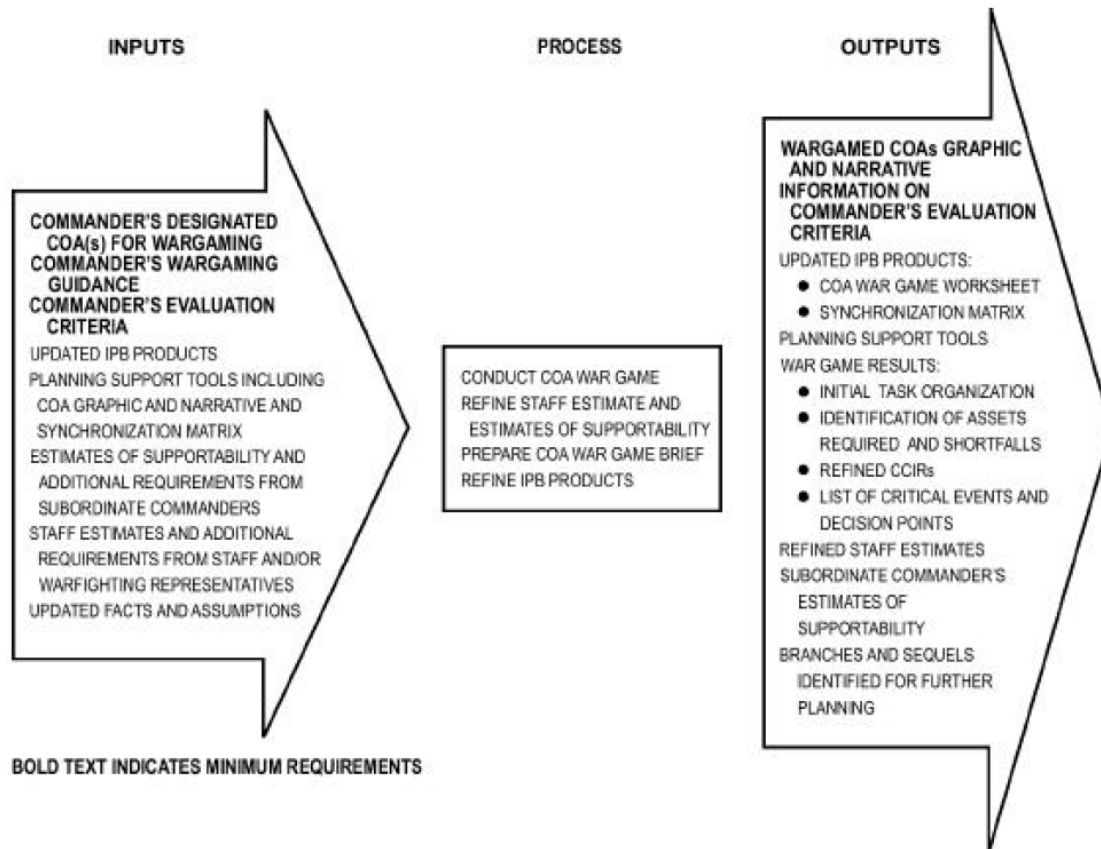 INPUTS
PROCESS
OUTPUTS
COMMANDER'S DESIGNATED
COA(s) FOR WARGAMING
COMMANDER'S WARGAMING
GUIDANCE
COMMANDER'S EVALUATION
CRITERIA
UPDATED IPB PRODUCTS
PLANNING SUPPORT TOOLS INCLUDING
COA GRAPHIC AND NARRATIVE AND
SYNCHRONIZATION MATRIX
ESTIMATES OF SUPPORTABILITY AND
ADDITIONAL REQUIREMENTS FROM
SUBORDINATE COMMANDERS
STAFF ESTIMATES AND ADDITIONAL
REQUIREMENTS FROM STAFF AND/OR
WARFIGHTING REPRESENTATIVES
UPDATED FACTS AND ASSUMPTIONS
CONDUCT COA WAR GAME
REFINE STAFF ESTIMATE AND
ESTIMATES OF SUPPORTABILITY
PREPARE COA WAR GAME BRIEF
REFINE IPB PRODUCTS
WARGAMED COAs GRAPHIC
AND NARRATIVE
INFORMATION ON
COMMANDER'S EVALUATION
CRITERIA
UPDATED IPB PRODUCTS:
● COA WAR GAME WORKSHEET
● SYNCHRONIZATION MATRIX
PLANNING SUPPORT TOOLS
WAR GAME RESULTS:
● INITIAL TASK ORGANIZATION
● IDENTIFICATION OF ASSETS
REQUIRED AND SHORTFALLS
● REFINED CCIRs
● LIST OF CRITICAL EVENTS AND
DECISION POINTS
REFINED STAFF ESTIMATES
SUBORDINATE COMMANDER'S
ESTIMATES OF
SUPPORTABILITY
BRANCHES AND SEQUELS
IDENTIFIED FOR FURTHER
PLANNING
BOLD TEXT INDICATES MINIMUM REQUIREMENTS